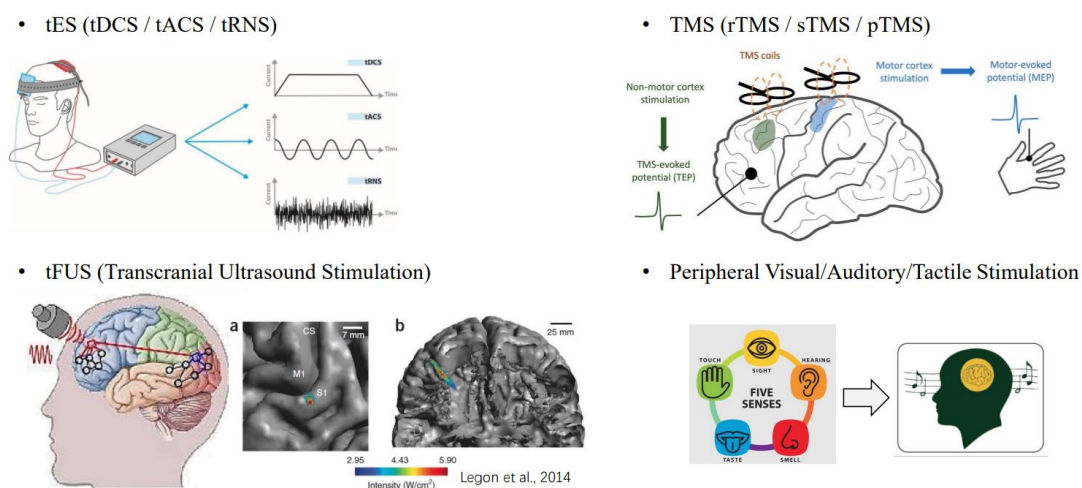 • tES (tDCS / tACS / tRNS)
tDCS
Current
Time
tACS
Current
Time
tRNS
Current
Time
• TMS (rTMS / sTMS / pTMS)
TMS coils
Motor cortex
stimulation
Motor-evoked
potential (MEP)
Non-motor cortex
stimulation
TMS-evoked
potential (TEP)
• tFUS (Transcranial Ultrasound Stimulation)
a
CS
7 mm
M1
S1
b
25 mm
2.95 4.43 5.90
Intensity (W/cm²)
Legon et al., 2014
• Peripheral Visual/Auditory/Tactile Stimulation
TOUCH
SIGHT
HEARING
FIVE
SENSES
TASTE
SMELL